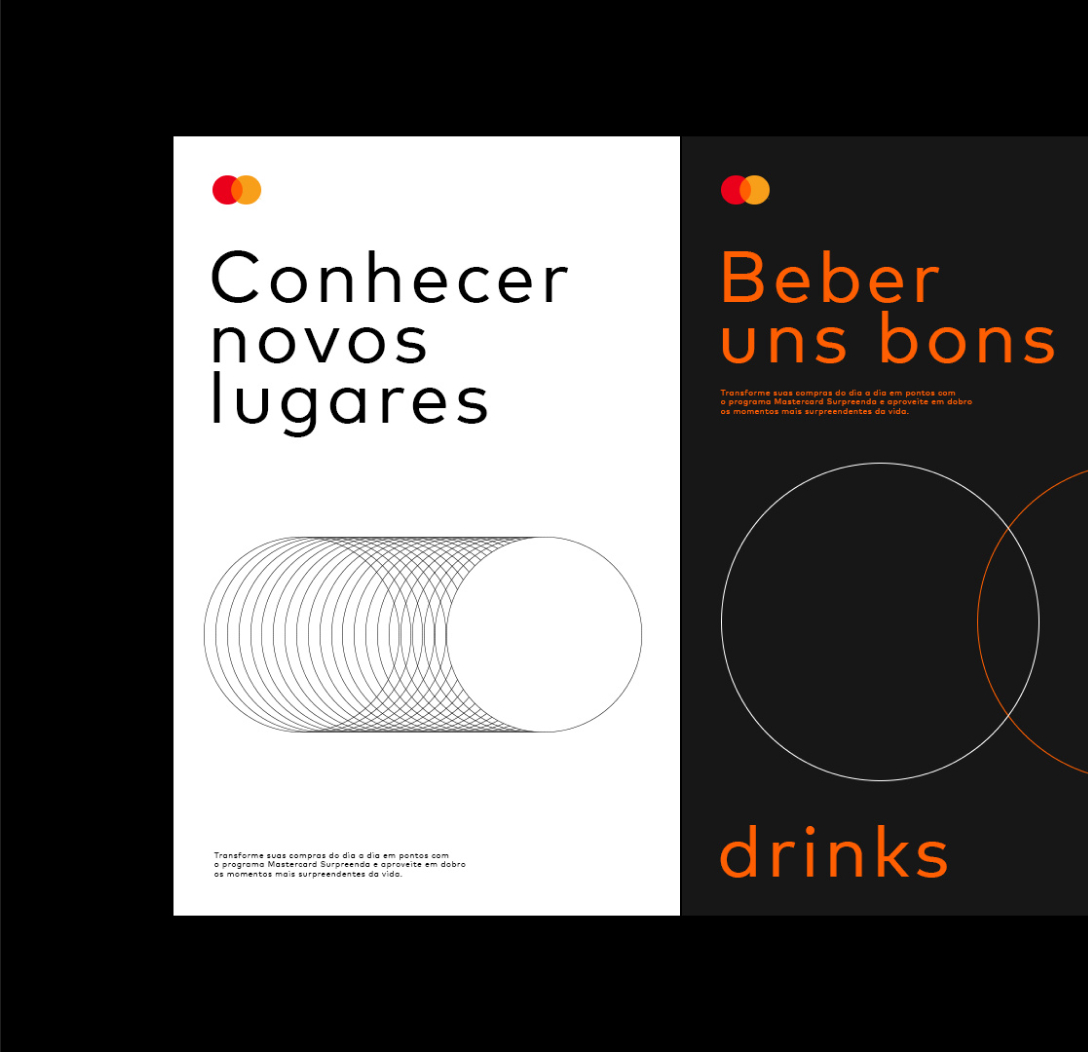 Conhecer
novos
lugares
Transforme suas compras do dia a dia em pontos com
o programa Mastercard Surpreenda e aproveite em dobro
os momentos mais surpreendentes da vida.
Beber
uns bons
Transforme suas compras do dia a dia em pontos com
o programa Mastercard Surpreenda e aproveite em dobro
os momentos mais surpreendentes da vida.
drinks